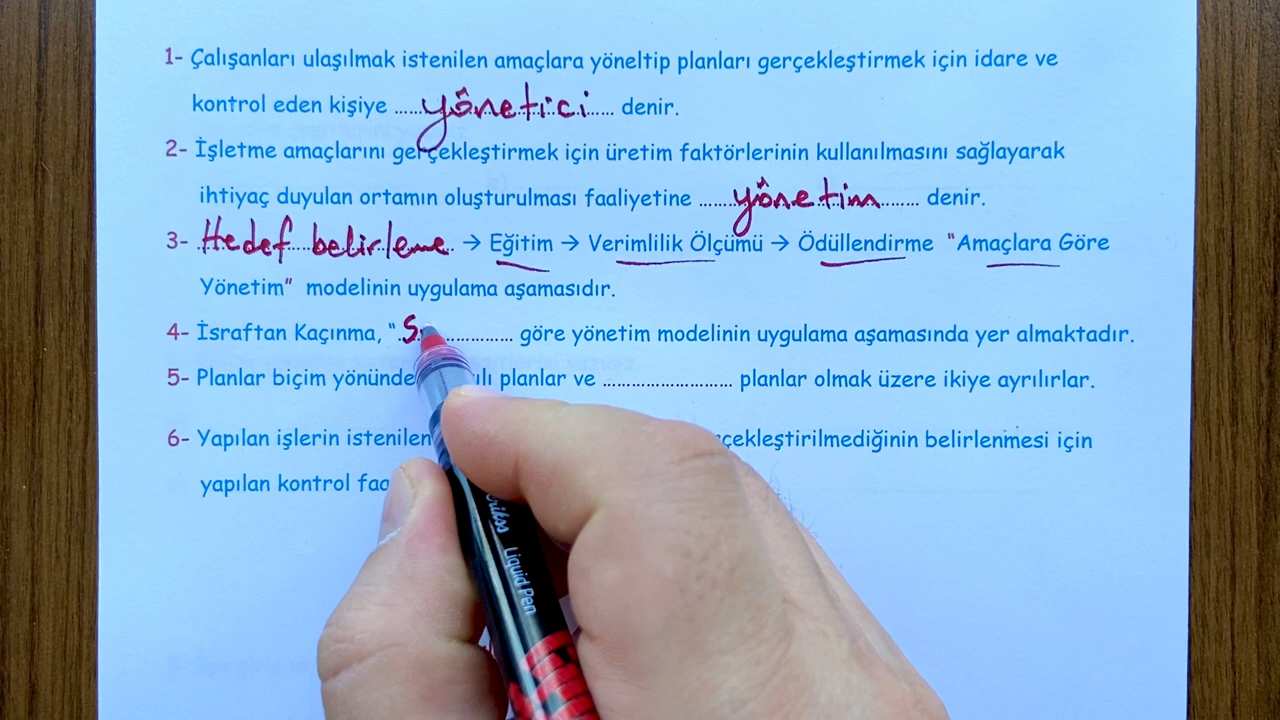 1- Çalışanları ulaşılmak istenilen amaçlara yöneltip planları gerçekleştirmek için idare ve
kontrol eden kişiye ......yönetici...... denir.
2- İşletme amaçlarını gerçekleştirmek için üretim faktörlerinin kullanılmasını sağlayarak
ihtiyaç duyulan ortamın oluşturulması faaliyetine ......yönetim...... denir.
3- Hedef belirleme → Eğitim → Verimlilik Ölçümü → Ödüllendirme "Amaçlara Göre
Yönetim" modelinin uygulama aşamasıdır.
4- İsraftan Kaçınma, "S............... göre yönetim modelinin uygulama aşamasında yer almaktadır.
5- Planlar biçim yönünde planlar ve .......................... planlar olmak üzere ikiye ayrılırlar.
6- Yapılan işlerin istenilen belirlenmesi için
yapılan kontrol
Liquid Pen